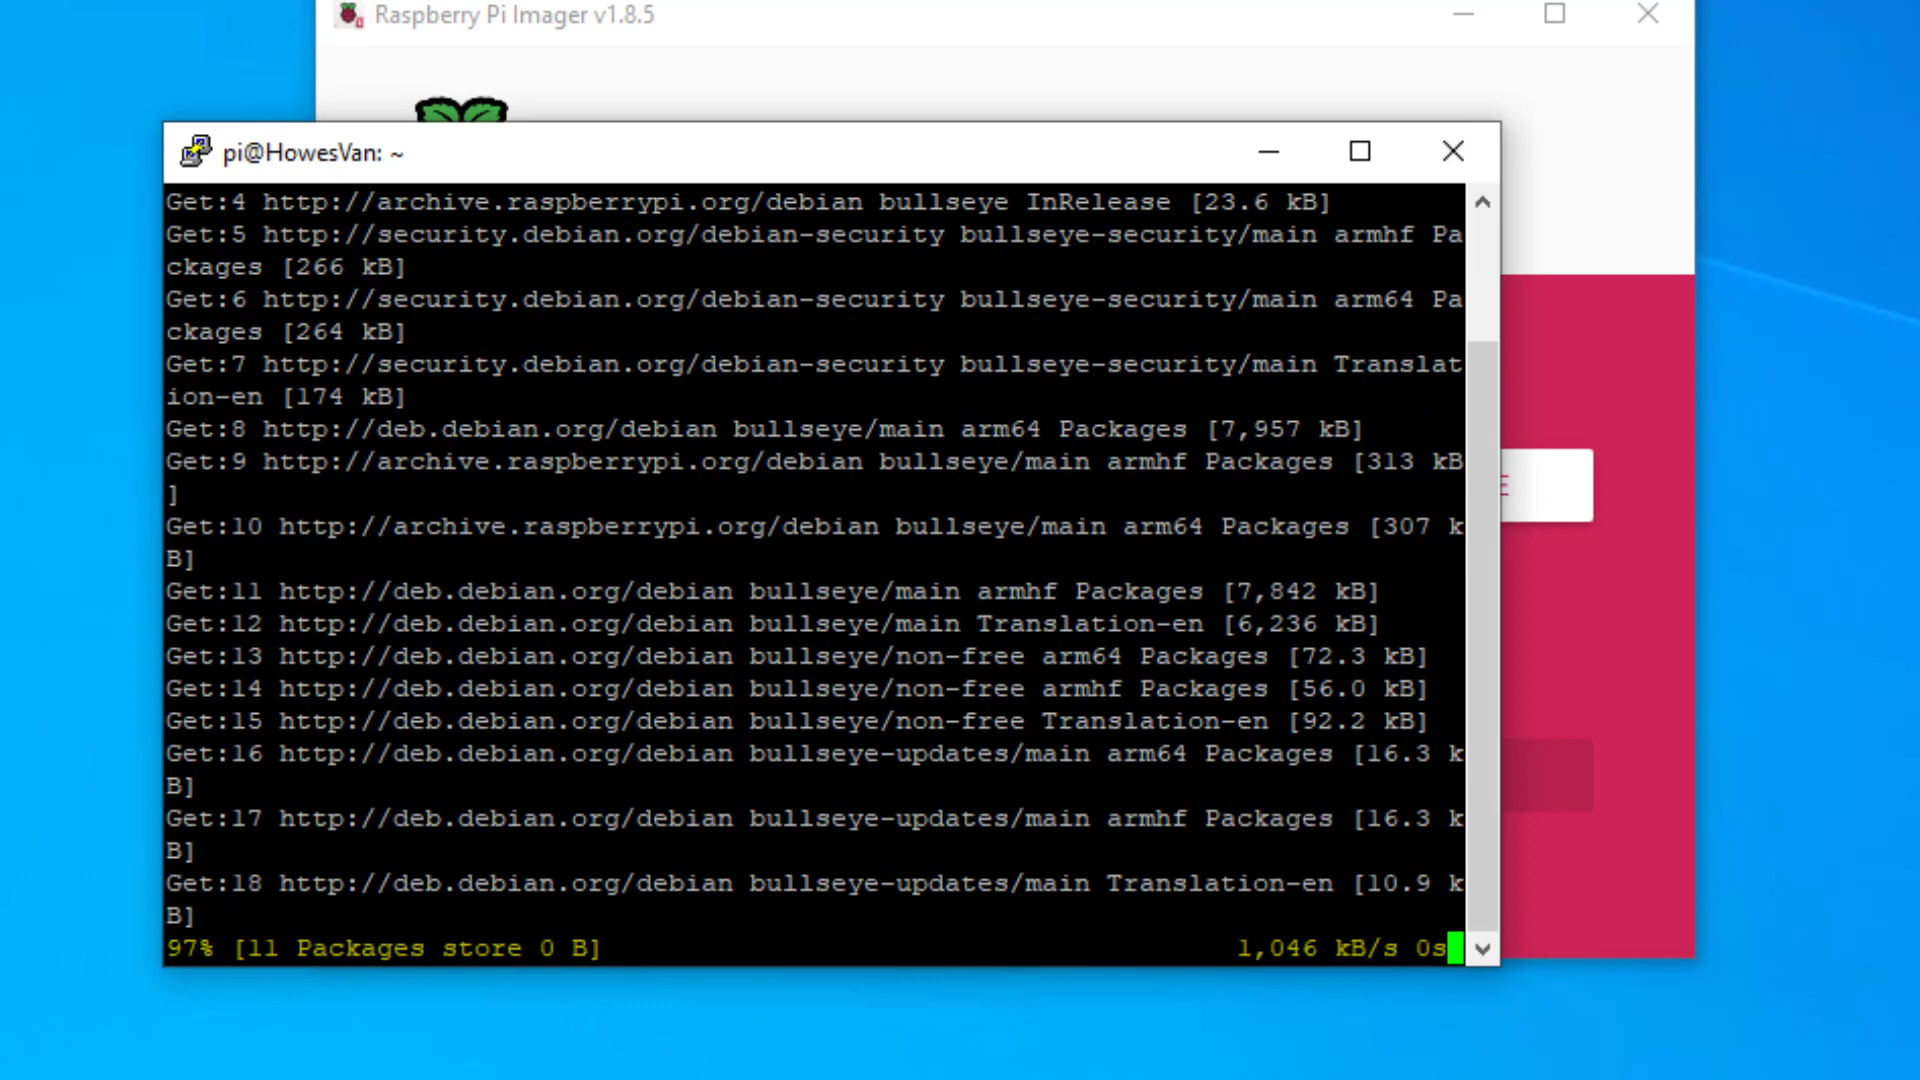 Raspberry Pi Imager v1.8.5
pi@HowesVan: ~
Get:4 http://archive.raspberrypi.org/debian bullseye InRelease [23.6 kB]
Get:5 http://security.debian.org/debian-security bullseye-security/main armhf Pa
ckages [266 kB]
Get:6 http://security.debian.org/debian-security bullseye-security/main arm64 Pa
ckages [264 kB]
Get:7 http://security.debian.org/debian-security bullseye-security/main Translat
ion-en [174 kB]
Get:8 http://deb.debian.org/debian bullseye/main arm64 Packages [7,957 kB]
Get:9 http://archive.raspberrypi.org/debian bullseye/main armhf Packages [313 kB
]
Get:10 http://archive.raspberrypi.org/debian bullseye/main arm64 Packages [307 k
B]
Get:11 http://deb.debian.org/debian bullseye/main armhf Packages [7,842 kB]
Get:12 http://deb.debian.org/debian bullseye/main Translation-en [6,236 kB]
Get:13 http://deb.debian.org/debian bullseye/non-free arm64 Packages [72.3 kB]
Get:14 http://deb.debian.org/debian bullseye/non-free armhf Packages [56.0 kB]
Get:15 http://deb.debian.org/debian bullseye/non-free Translation-en [92.2 kB]
Get:16 http://deb.debian.org/debian bullseye-updates/main arm64 Packages [16.3 k
B]
Get:17 http://deb.debian.org/debian bullseye-updates/main armhf Packages [16.3 k
B]
Get:18 http://deb.debian.org/debian bullseye-updates/main Translation-en [10.9 k
B]
97% [11 Packages store 0 B] 1,046 kB/s 0s